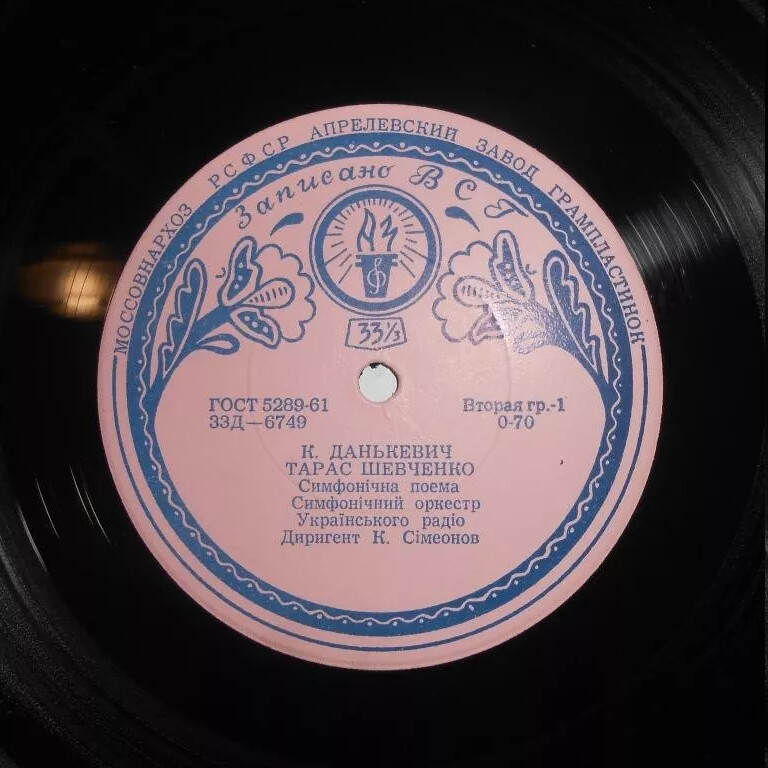 МОССОВНАРХОЗ РСФСР АПРЕЛЕВСКИЙ ЗАВОД ГРАМПЛАСТИНОК
Записано ВСГ
33⅓
ГОСТ 5289-61 Вторая гр.-1
33Д—6749 0-70
К. ДАНЬКЕВИЧ
ТАРАС ШЕВЧЕНКО
Симфонічна поема
Симфонічний оркестр
Українського радіо
Диригент К. Сімеонов